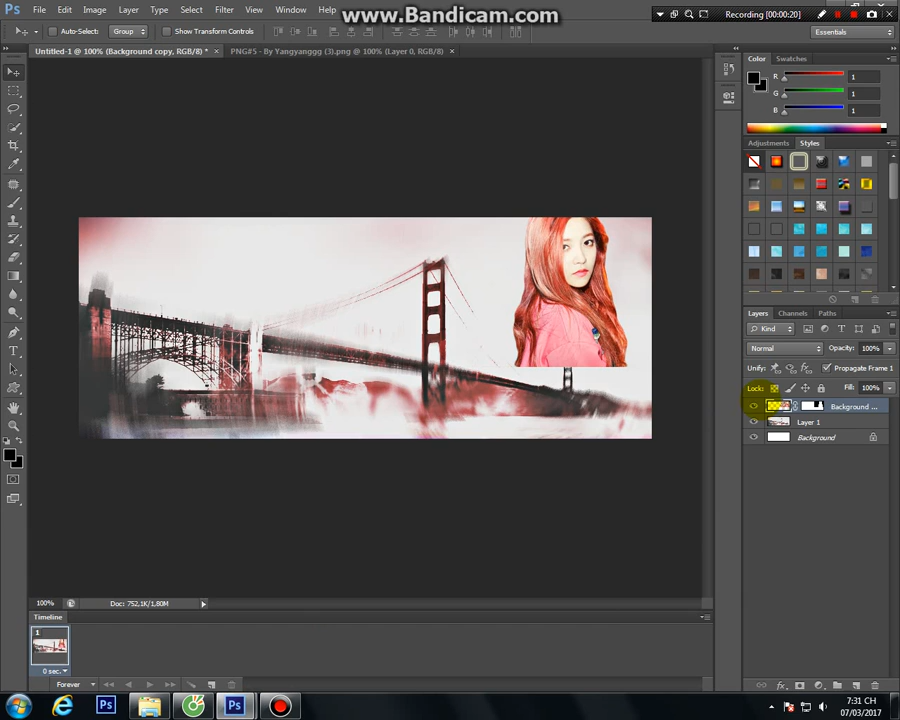 www.Bandicam.com
Ps File Edit Image Layer Type Select Filter View Window Help
Recording [00:00:20]
Auto-Select: Group Show Transform Controls
Essentials
Untitled-1 @ 100% (Background copy, RGB/8) * ×
PNG#5 - By Yangyanggg (3).png @ 100% (Layer 0, RGB/8) ×
Color Swatches
R 1
G 1
B 1
Adjustments Styles
Layers Channels Paths
Kind
Normal Opacity: 100%
Unify: Propagate Frame 1
Lock: Fill: 100%
Background ...
Layer 1
Background
100% Doc: 752,1K/1,80M
Timeline
1
0 sec.
Forever
T
Ps
Ps
7:31 CH
07/03/2017